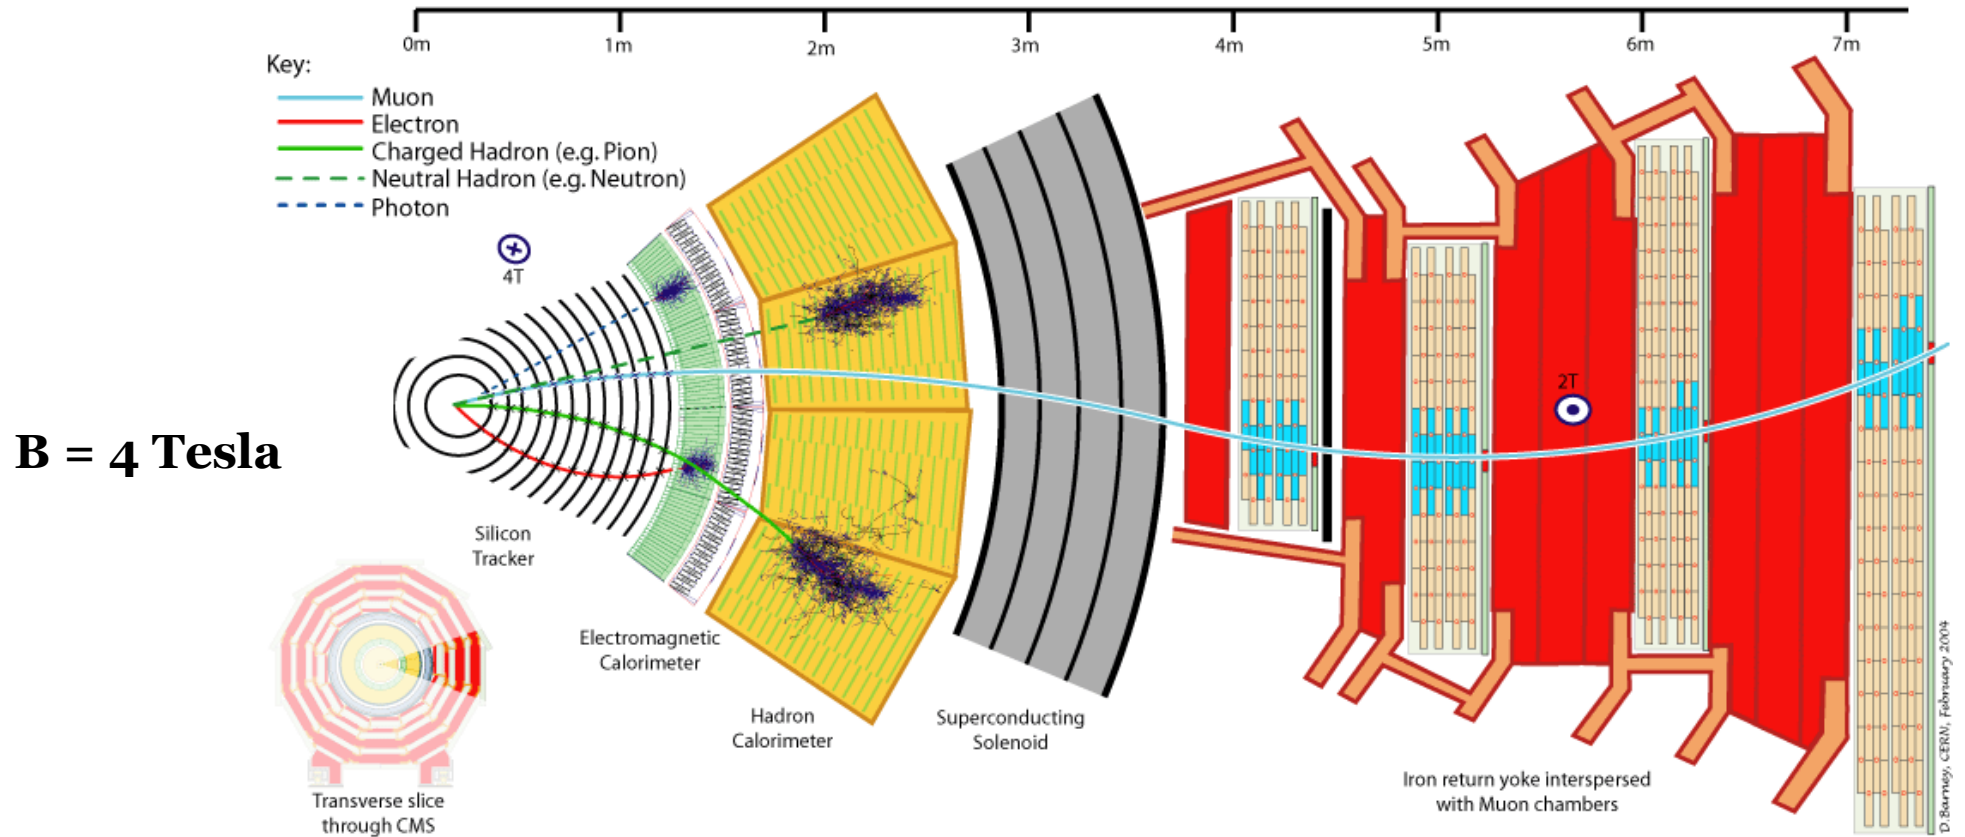 0m
1m
2m
3m
4m
5m
6m
7m
Key:
Muon
Electron
Charged Hadron (e.g. Pion)
Neutral Hadron (e.g. Neutron)
Photon
4T
2T
B = 4 Tesla
Silicon
Tracker
Electromagnetic
Calorimeter
Hadron
Calorimeter
Superconducting
Solenoid
Iron return yoke interspersed
with Muon chambers
Transverse slice
through CMS
D.Barney, CERN, February 2004